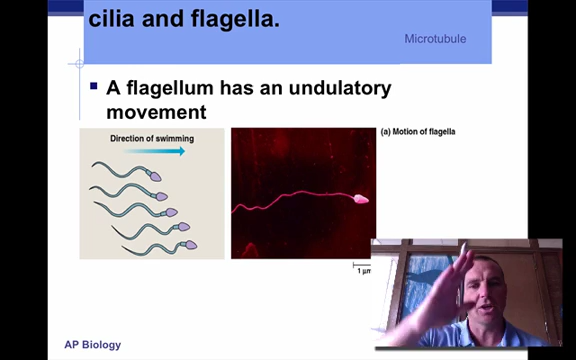 cilia and flagella.
Microtubule
A flagellum has an undulatory
movement
Direction of swimming
(a) Motion of flagella
1 µm
AP Biology